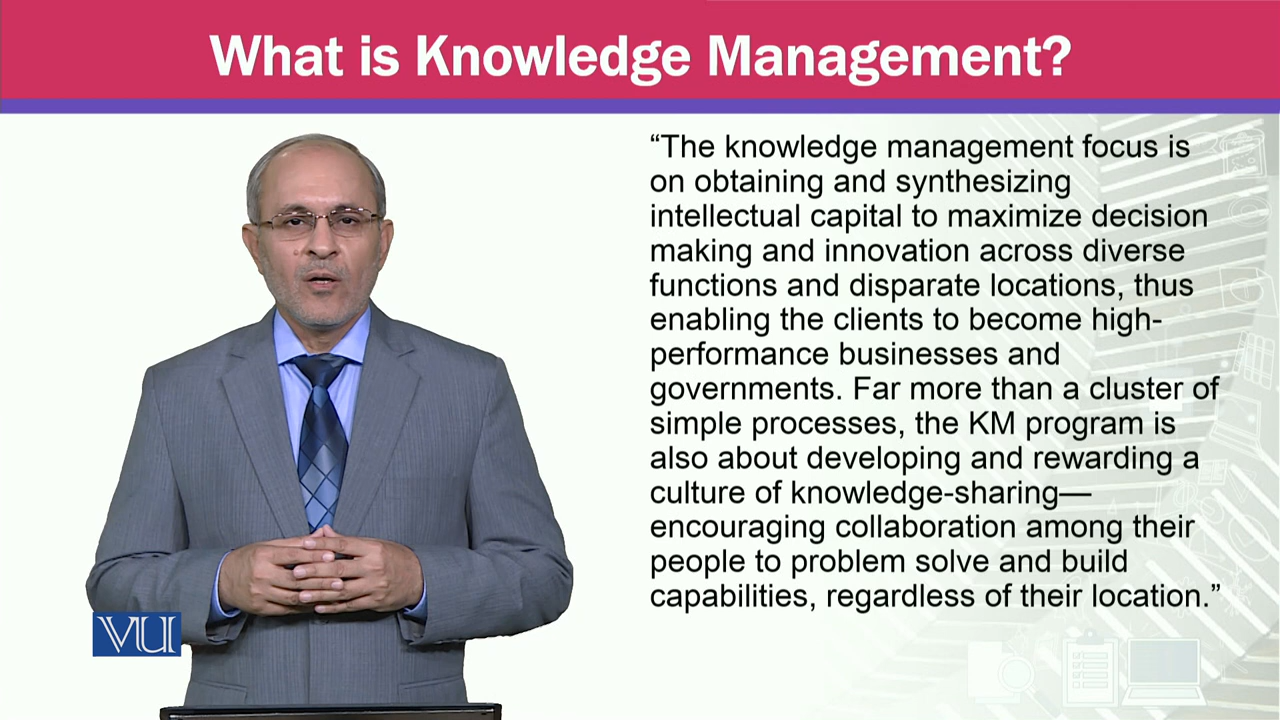 What is Knowledge Management?
“The knowledge management focus is
on obtaining and synthesizing
intellectual capital to maximize decision
making and innovation across diverse
functions and disparate locations, thus
enabling the clients to become high-
performance businesses and
governments. Far more than a cluster of
simple processes, the KM program is
also about developing and rewarding a
culture of knowledge-sharing—
encouraging collaboration among their
people to problem solve and build
capabilities, regardless of their location.”
VU